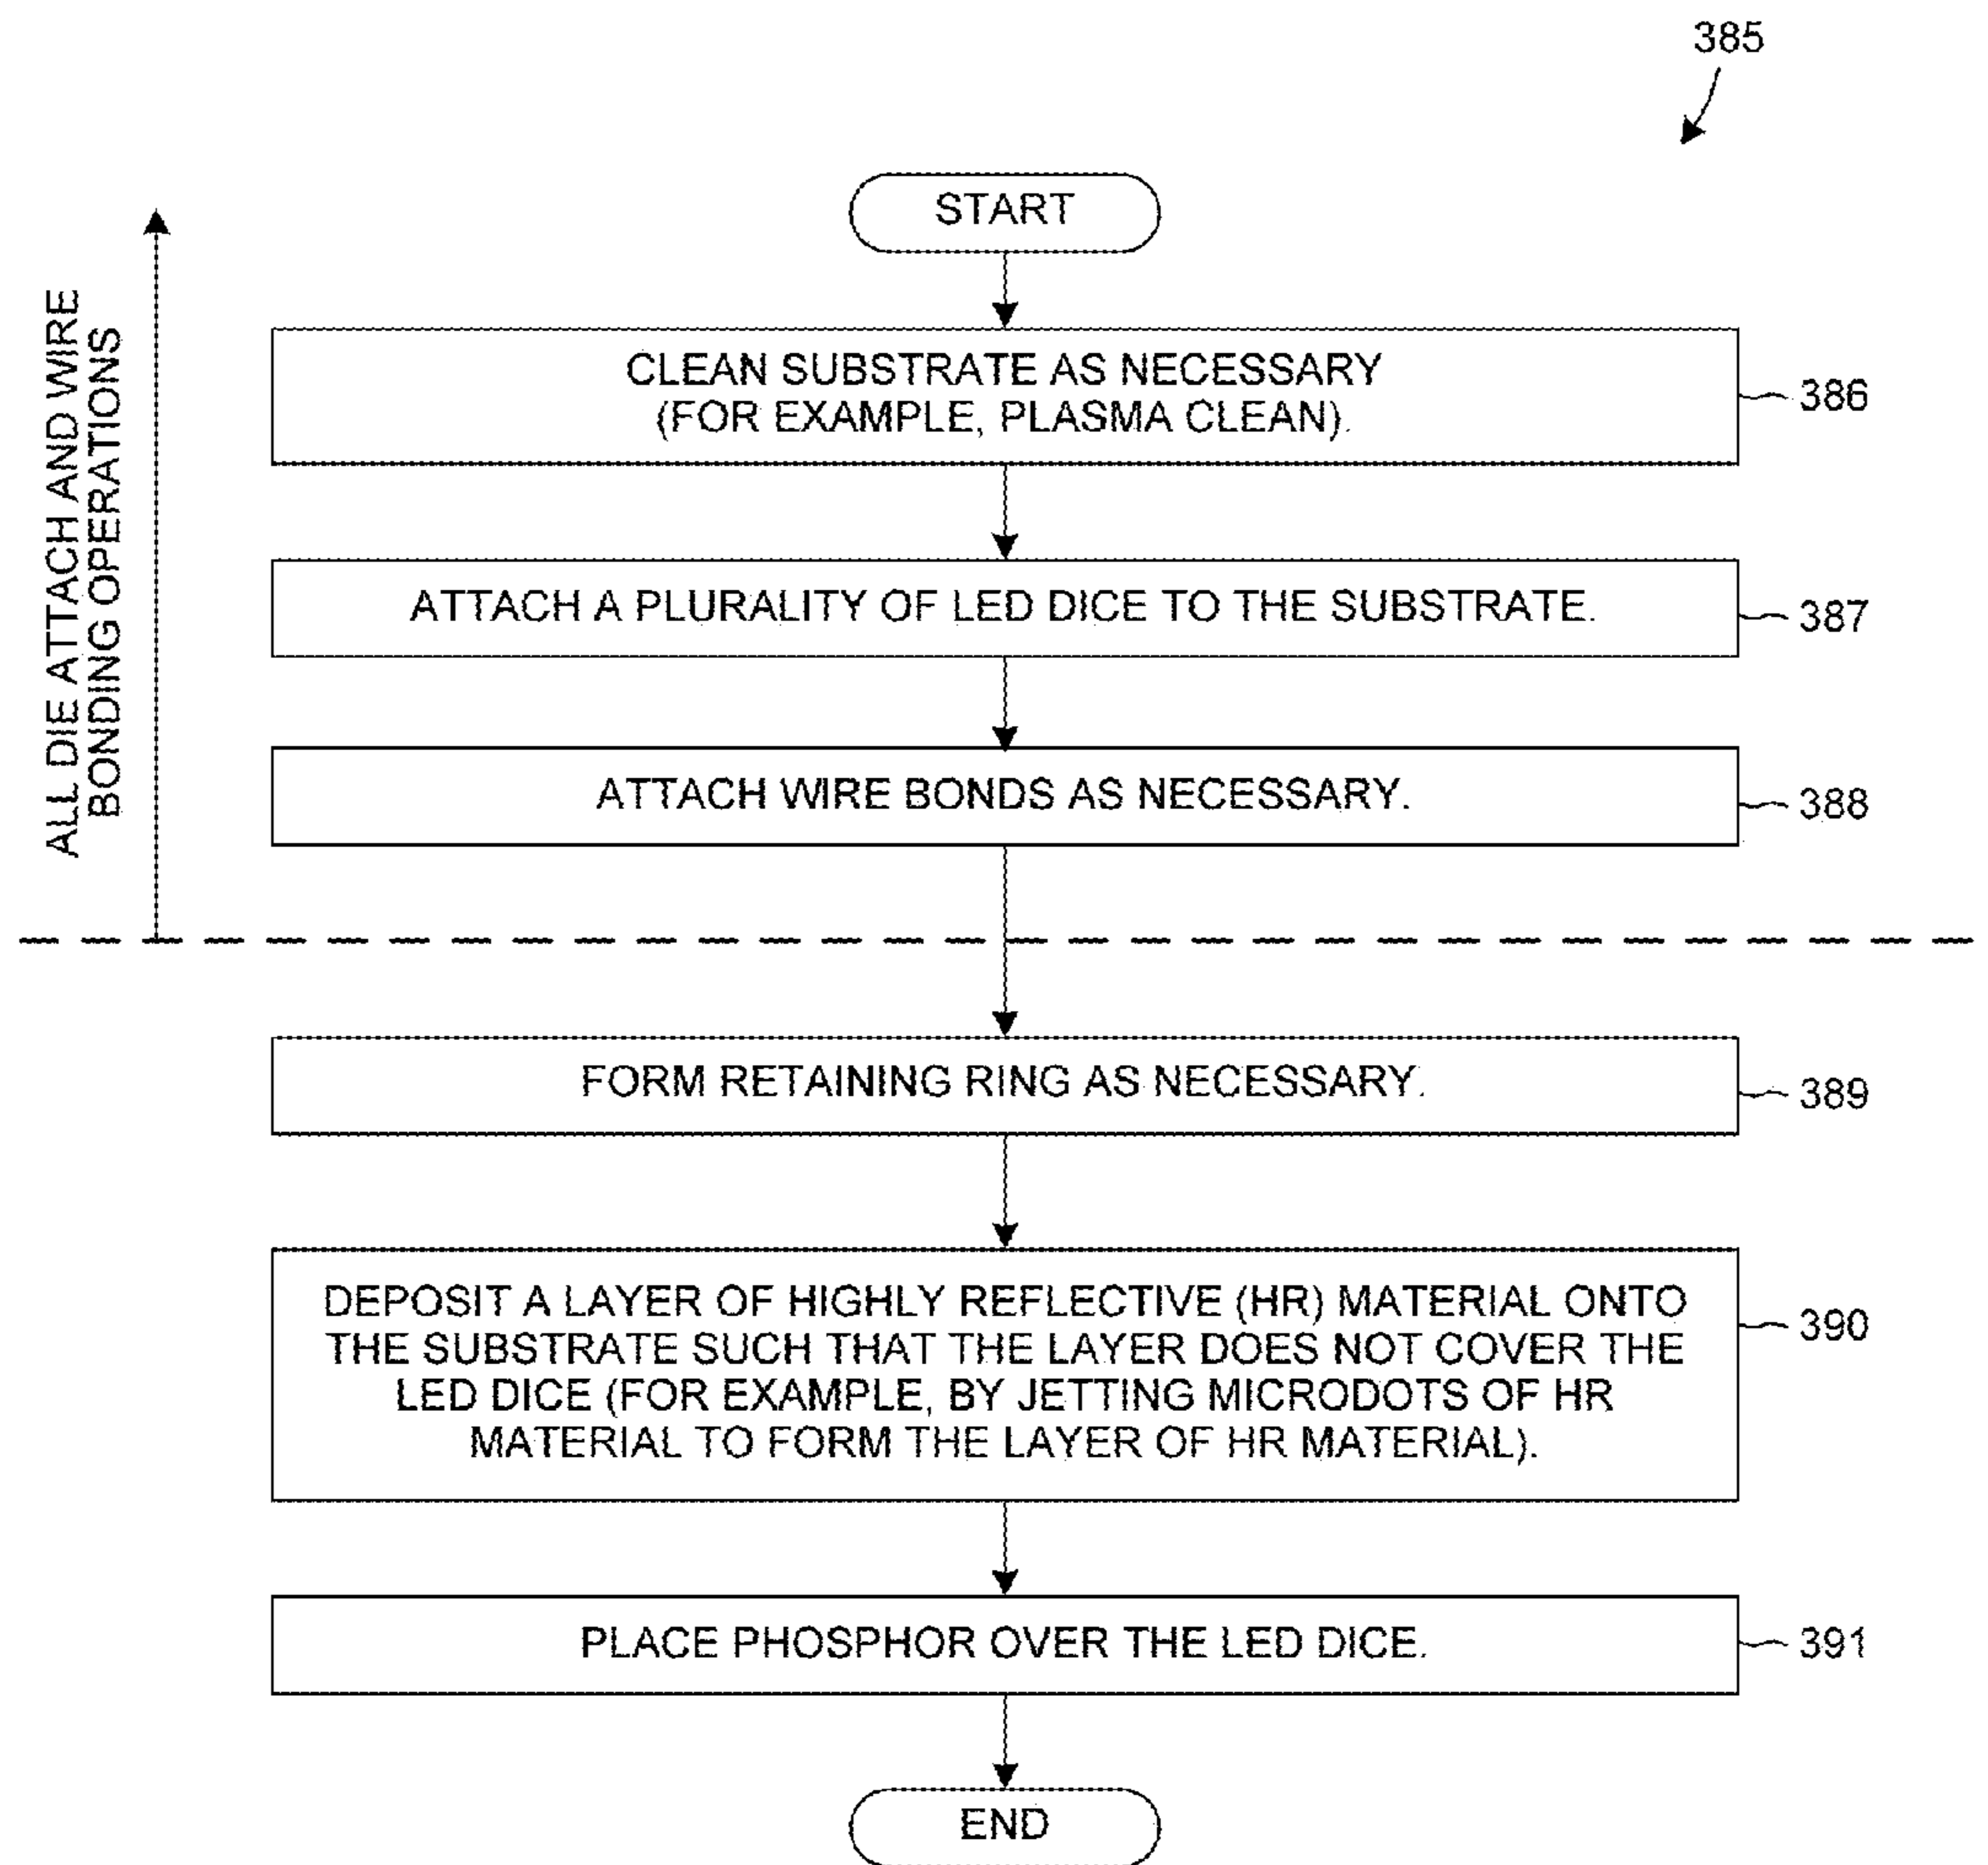 385
START
ALL DIE ATTACH AND WIRE
BONDING OPERATIONS
CLEAN SUBSTRATE AS NECESSARY
(FOR EXAMPLE, PLASMA CLEAN).
386
ATTACH A PLURALITY OF LED DICE TO THE SUBSTRATE.
387
ATTACH WIRE BONDS AS NECESSARY.
388
FORM RETAINING RING AS NECESSARY.
389
DEPOSIT A LAYER OF HIGHLY REFLECTIVE (HR) MATERIAL ONTO
THE SUBSTRATE SUCH THAT THE LAYER DOES NOT COVER THE
LED DICE (FOR EXAMPLE, BY JETTING MICRODOTS OF HR
MATERIAL TO FORM THE LAYER OF HR MATERIAL).
390
PLACE PHOSPHOR OVER THE LED DICE.
391
END